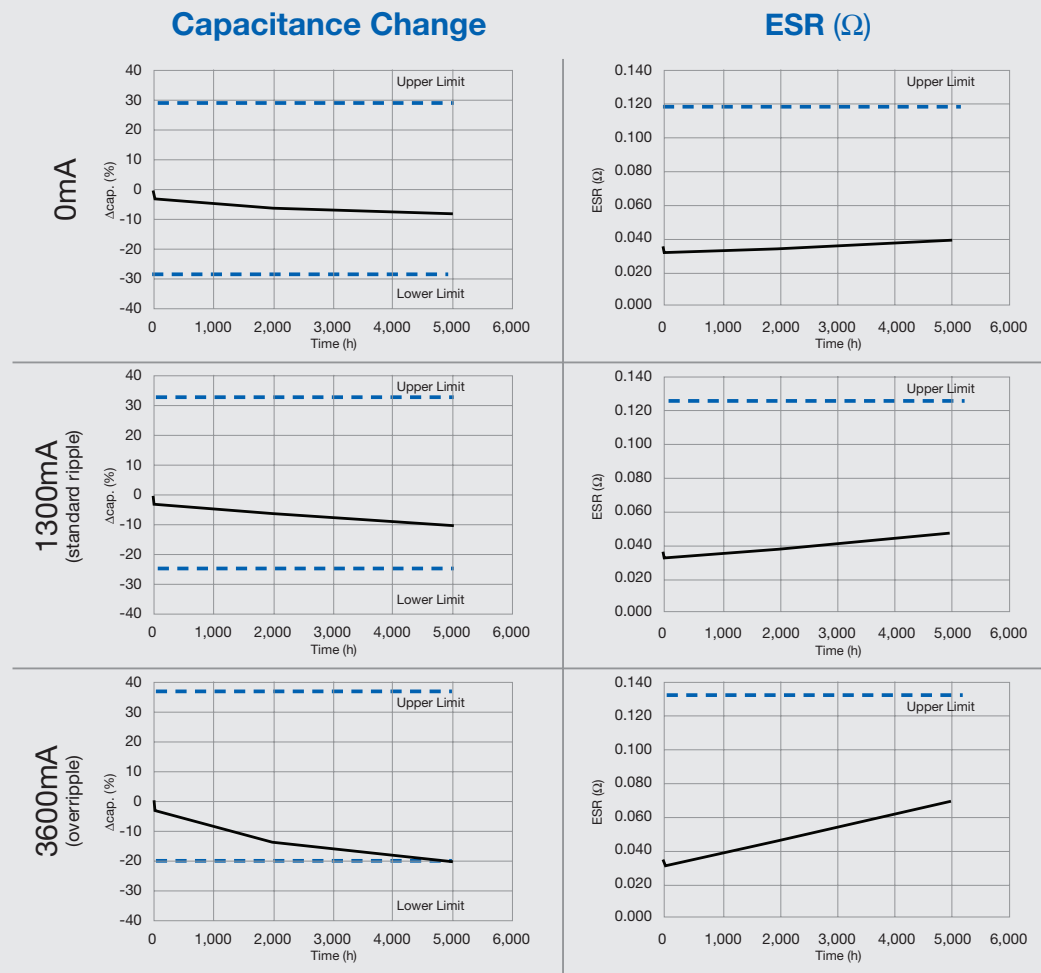 Capacitance Change
ESR (Ω)
0mA
Δcap. (%)
40
30
20
10
0
-10
-20
-30
-40
Upper Limit
Lower Limit
0 1,000 2,000 3,000 4,000 5,000 6,000
Time (h)
ESR (Ω)
0.140
0.120
0.100
0.080
0.060
0.040
0.020
0.000
Upper Limit
0 1,000 2,000 3,000 4,000 5,000 6,000
Time (h)
1300mA
(standard ripple)
Δcap. (%)
40
30
20
10
0
-10
-20
-30
-40
Upper Limit
Lower Limit
0 1,000 2,000 3,000 4,000 5,000 6,000
Time (h)
ESR (Ω)
0.140
0.120
0.100
0.080
0.060
0.040
0.020
0.000
Upper Limit
0 1,000 2,000 3,000 4,000 5,000 6,000
Time (h)
3600mA
(overripple)
Δcap. (%)
40
30
20
10
0
-10
-20
-30
-40
Upper Limit
Lower Limit
0 1,000 2,000 3,000 4,000 5,000 6,000
Time (h)
ESR (Ω)
0.140
0.120
0.100
0.080
0.060
0.040
0.020
0.000
Upper Limit
0 1,000 2,000 3,000 4,000 5,000 6,000
Time (h)